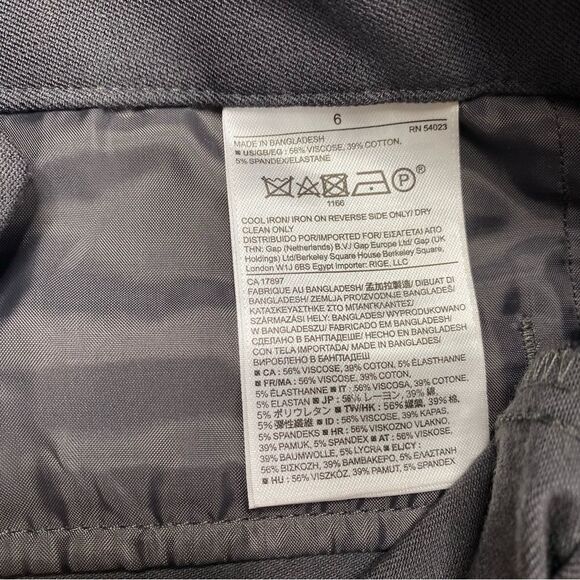 6
RN 54023
MADE IN BANGLADESH
US/GB/EG: 56% VISCOSE, 39% COTTON,
5% SPANDEX/ELASTANE
P
1166
COOL IRON/ IRON ON REVERSE SIDE ONLY/ DRY
CLEAN ONLY
DISTRIBUIDO POR/IMPORTED FOR/ ΕΙΣΑΓΕΤΑΙ ΑΠΟ
THN: Gap (Netherlands) B.V./ Gap Europe Ltd/ Gap (UK
Holdings) Ltd/Berkeley Square House Berkeley Square,
London W1J 6BS Egypt Importer: RIGE, LLC
CA 17897
FABRIQUE AU BANGLADESH/ 孟加拉製造/ DIBUAT DI
BANGLADESH/ ZEMLJA PROIZVODNJE BANGLADEŠ/
ΚΑΤΑΣΚΕΥΑΣΤΗΚΕ ΣΤΟ ΜΠΑΓΚΛΑΝΤΕΣ/
SZÁRMAZÁSI HELY: BANGLADES/ WYPRODUKOWANO
W BANGLADESZU/ FABRICADO EM BANGLADESH/
СДЕЛАНО В БАНГЛАДЕШЕ/ HECHO EN BANGLADESH
CON TELA IMPORTADA/ MADE IN BANGLADESH/
ВИРОБЛЕНО В БАНГЛАДЕШ
CA: 56% VISCOSE, 39% COTON, 5% ÉLASTHANNE
FR/MA: 56% VISCOSE, 39% COTON, 5%
ÉLASTHANNE IT: 56% VISCOSA, 39% COTONE,
5% ELASTAN JP: 56% レーヨン, 39% 綿,
5% ポリウレタン TW/HK: 56% 嫘縈, 39% 棉,
5% 彈性纖維 ID: 56% VISCOSE, 39% KAPAS,
5% SPANDEKS HR: 56% VISKOZNO VLAKNO,
39% PAMUK, 5% SPANDEX AT: 56% VISCOSE,
39% BAUMWOLLE, 5% LYCRA EL/CY:
56% ΒΙΣΚΟΖΗ, 39% ΒΑΜΒΑΚΕΡΟ, 5% ΕΛΑΣΤΑΝΗ
HU: 56% VISZKÓZ, 39% PAMUT, 5% SPANDEX